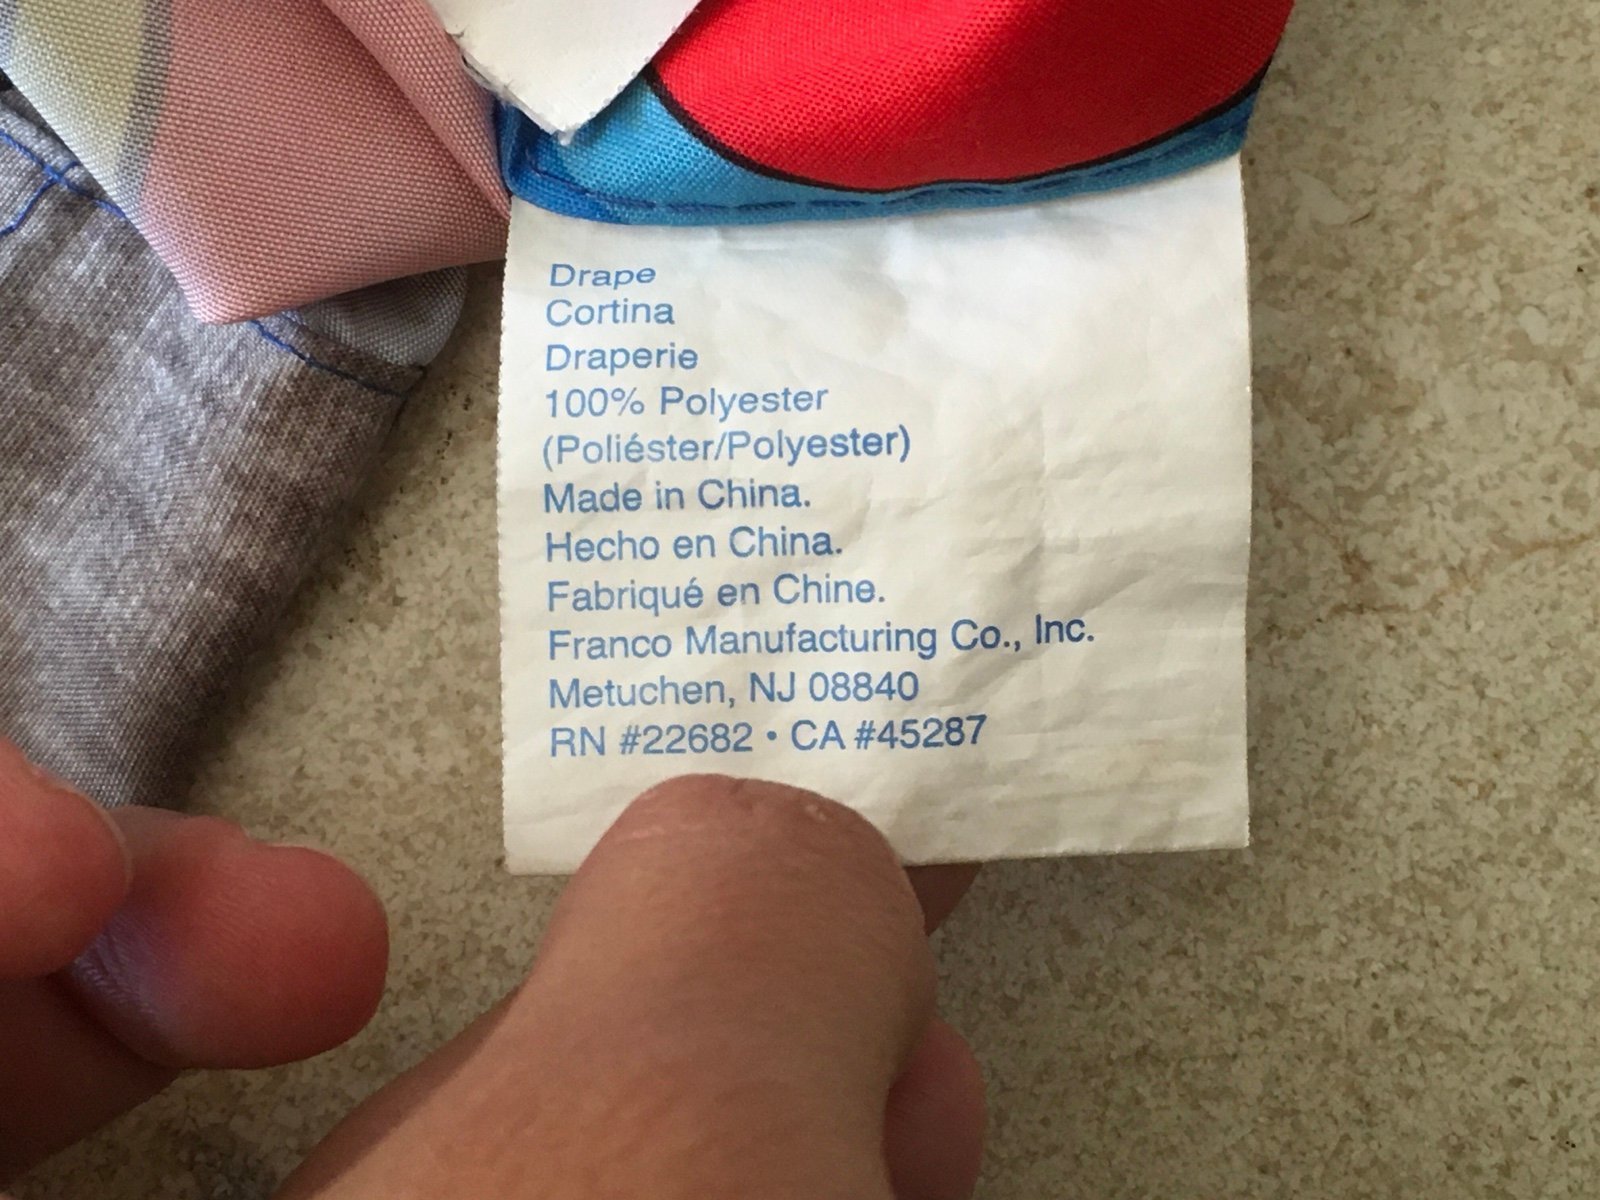 Drape
Cortina
Draperie
100% Polyester
(Poliéster/Polyester)
Made in China.
Hecho en China.
Fabriqué en Chine.
Franco Manufacturing Co., Inc.
Metuchen, NJ 08840
RN #22682 • CA #45287